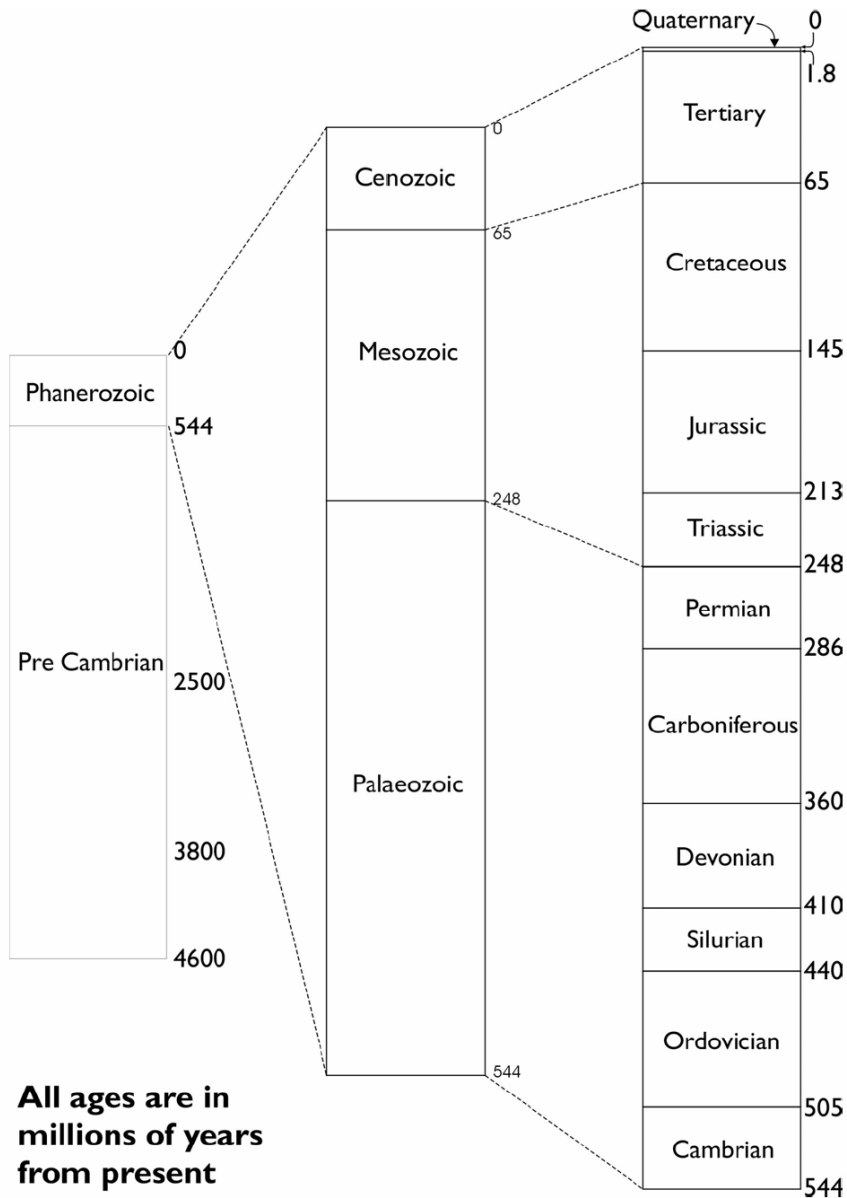 Quaternary
0
1.8
Tertiary
65
Cretaceous
145
Jurassic
213
Triassic
248
Permian
286
Carboniferous
360
Devonian
410
Silurian
440
Ordovician
505
Cambrian
544
0
Cenozoic
65
Mesozoic
248
Palaeozoic
544
0
Phanerozoic
544
Pre Cambrian
2500
3800
4600
All ages are in
millions of years
from present